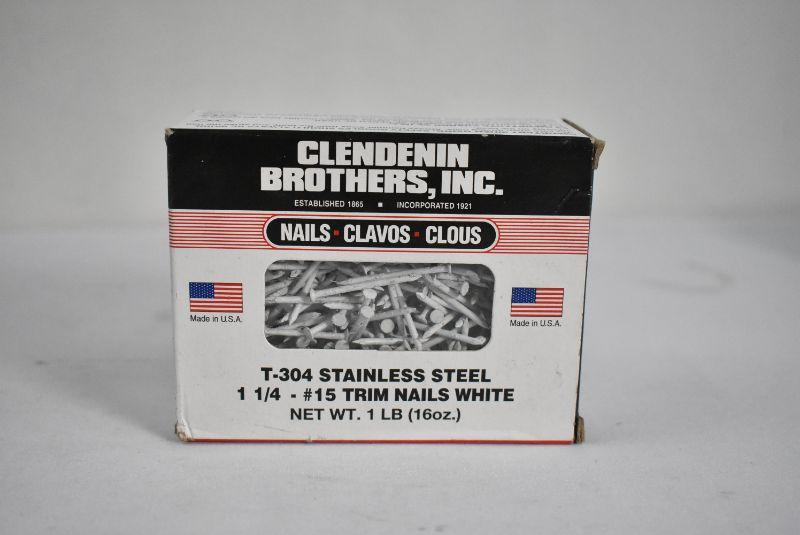 CLENDENIN
BROTHERS, INC.
ESTABLISHED 1865 ▪ INCORPORATED 1921
NAILS ▪ CLAVOS ▪ CLOUS
Made in U.S.A.
Made in U.S.A.
T-304 STAINLESS STEEL
1 1/4 - #15 TRIM NAILS WHITE
NET WT. 1 LB (16oz.)